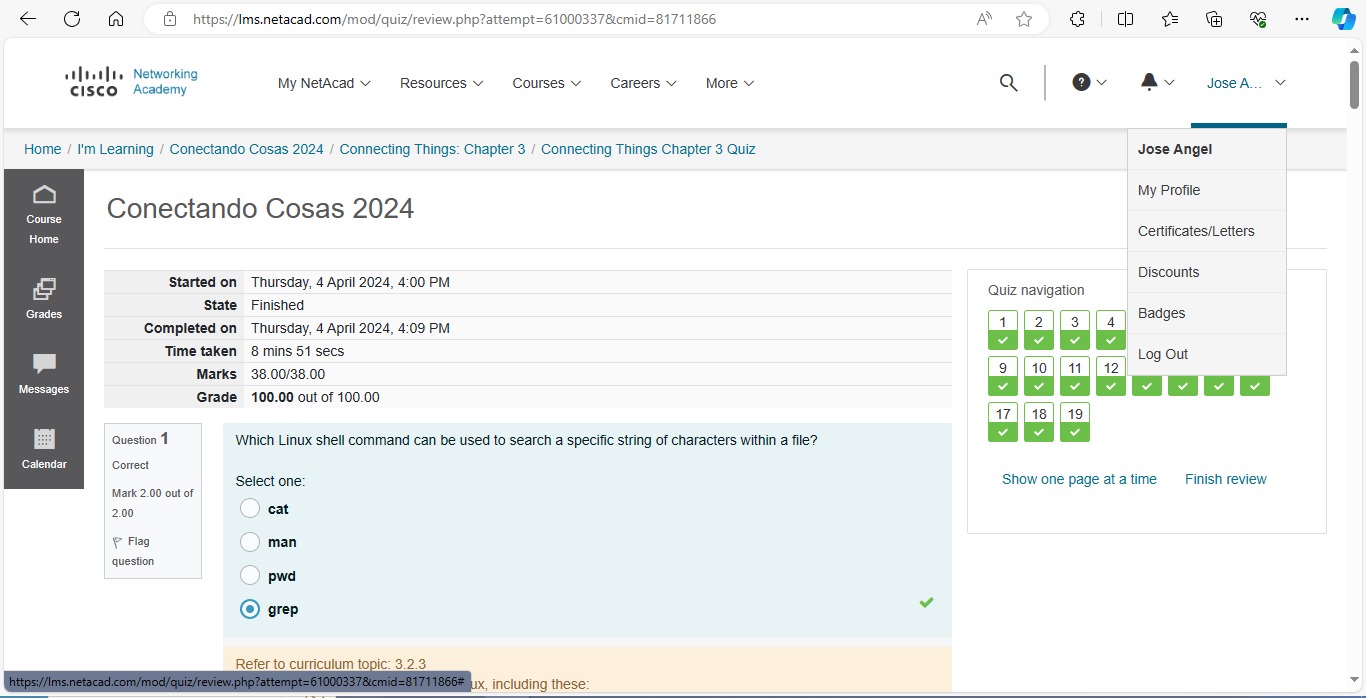 https://lms.netacad.com/mod/quiz/review.php?attempt=61000337&cmid=81711866
CISCO Networking Academy
My NetAcad
Resources
Courses
Careers
More
Jose A...
Home / I'm Learning / Conectando Cosas 2024 / Connecting Things: Chapter 3 / Connecting Things Chapter 3 Quiz
Jose Angel
My Profile
Certificates/Letters
Discounts
Badges
Log Out
Course
Home
Grades
Messages
Calendar
Conectando Cosas 2024
Started on Thursday, 4 April 2024, 4:00 PM
State Finished
Completed on Thursday, 4 April 2024, 4:09 PM
Time taken 8 mins 51 secs
Marks 38.00/38.00
Grade 100.00 out of 100.00
Quiz navigation
1 2 3 4
9 10 11 12
17 18 19
Show one page at a time
Finish review
Question 1
Correct
Mark 2.00 out of
2.00
Flag
question
Which Linux shell command can be used to search a specific string of characters within a file?
Select one:
cat
man
pwd
grep
Refer to curriculum topic: 3.2.3
ux, including these:
https://lms.netacad.com/mod/quiz/review.php?attempt=61000337&cmid=81711866#